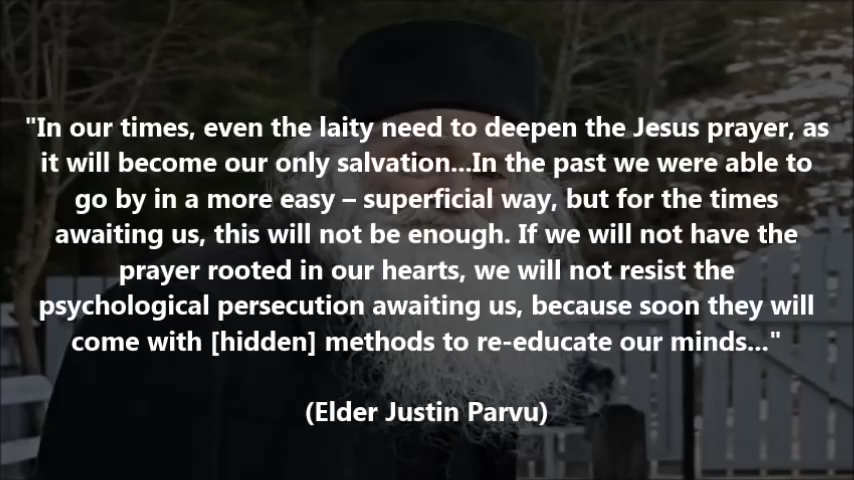 "In our times, even the laity need to deepen the Jesus prayer, as
it will become our only salvation...In the past we were able to
go by in a more easy – superficial way, but for the times
awaiting us, this will not be enough. If we will not have the
prayer rooted in our hearts, we will not resist the
psychological persecution awaiting us, because soon they will
come with [hidden] methods to re-educate our minds..."
(Elder Justin Parvu)